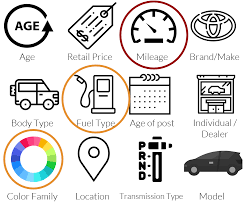 AGE
Age
Retail Price
Mileage
Brand/Make
Body Type
Fuel Type
Age of post
Individual /
Dealer
P
R
N
D
Color Family
Location
Transmission Type
Model